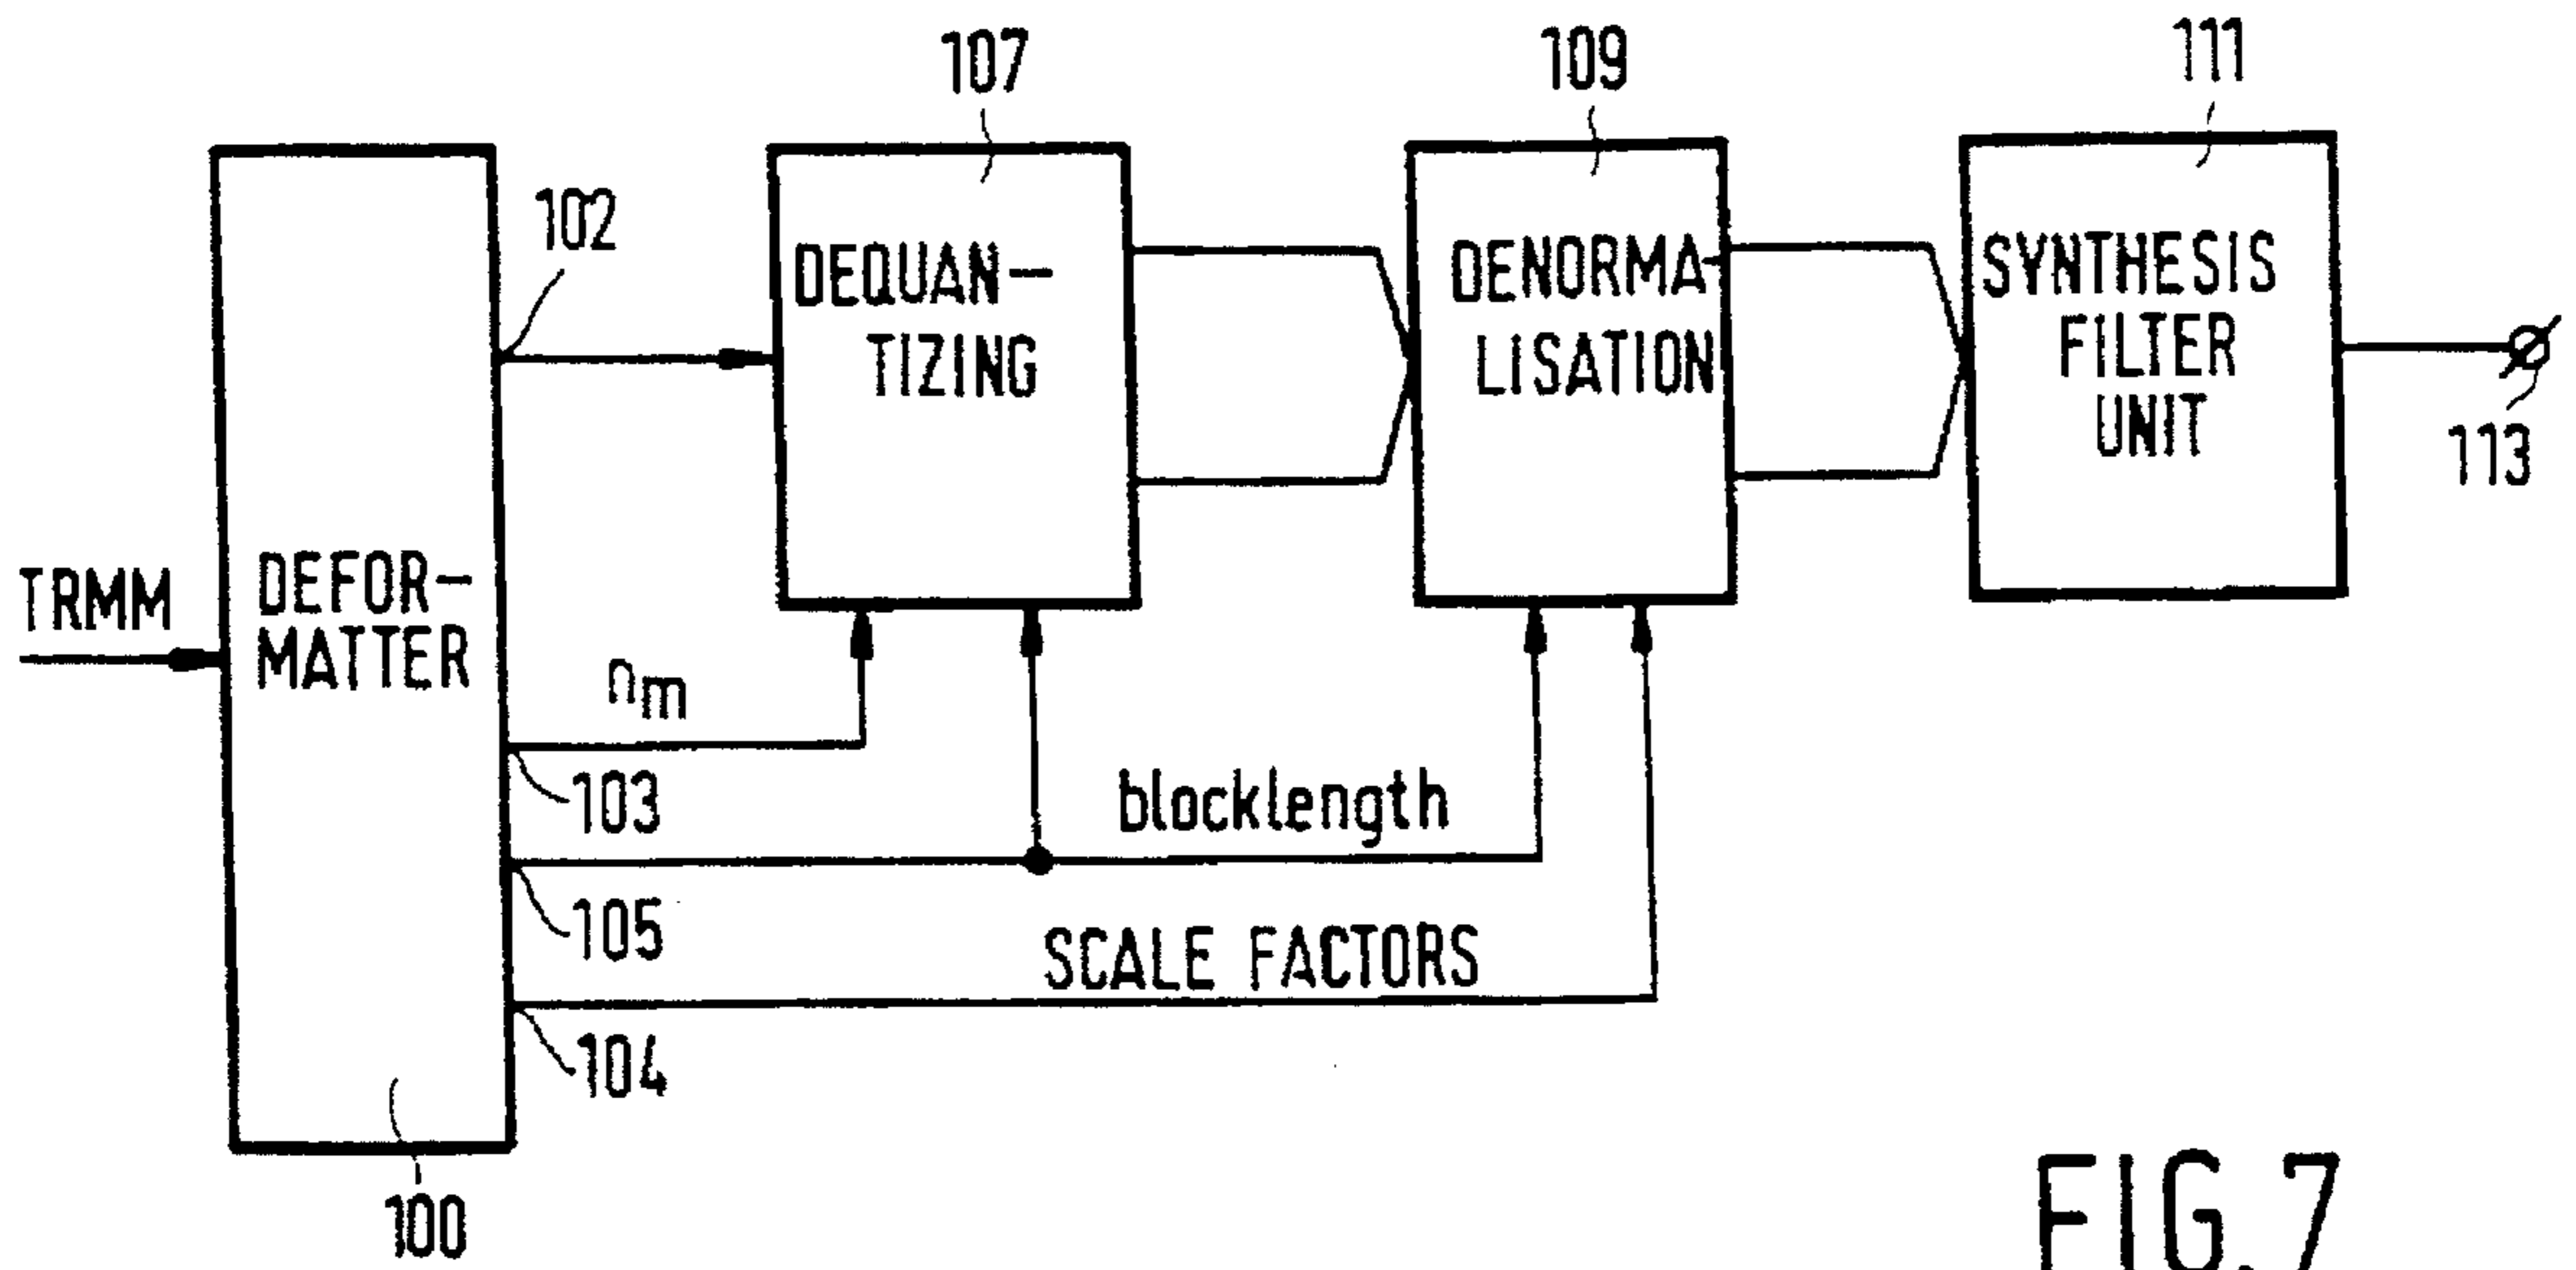 107
109
111
102
DEQUAN-
TIZING
DENORMA-
LISATION
SYNTHESIS
FILTER
UNIT
113
TRMM
DEFOR-
MATTER
nm
103
blocklength
105
SCALE FACTORS
104
100
FIG.7